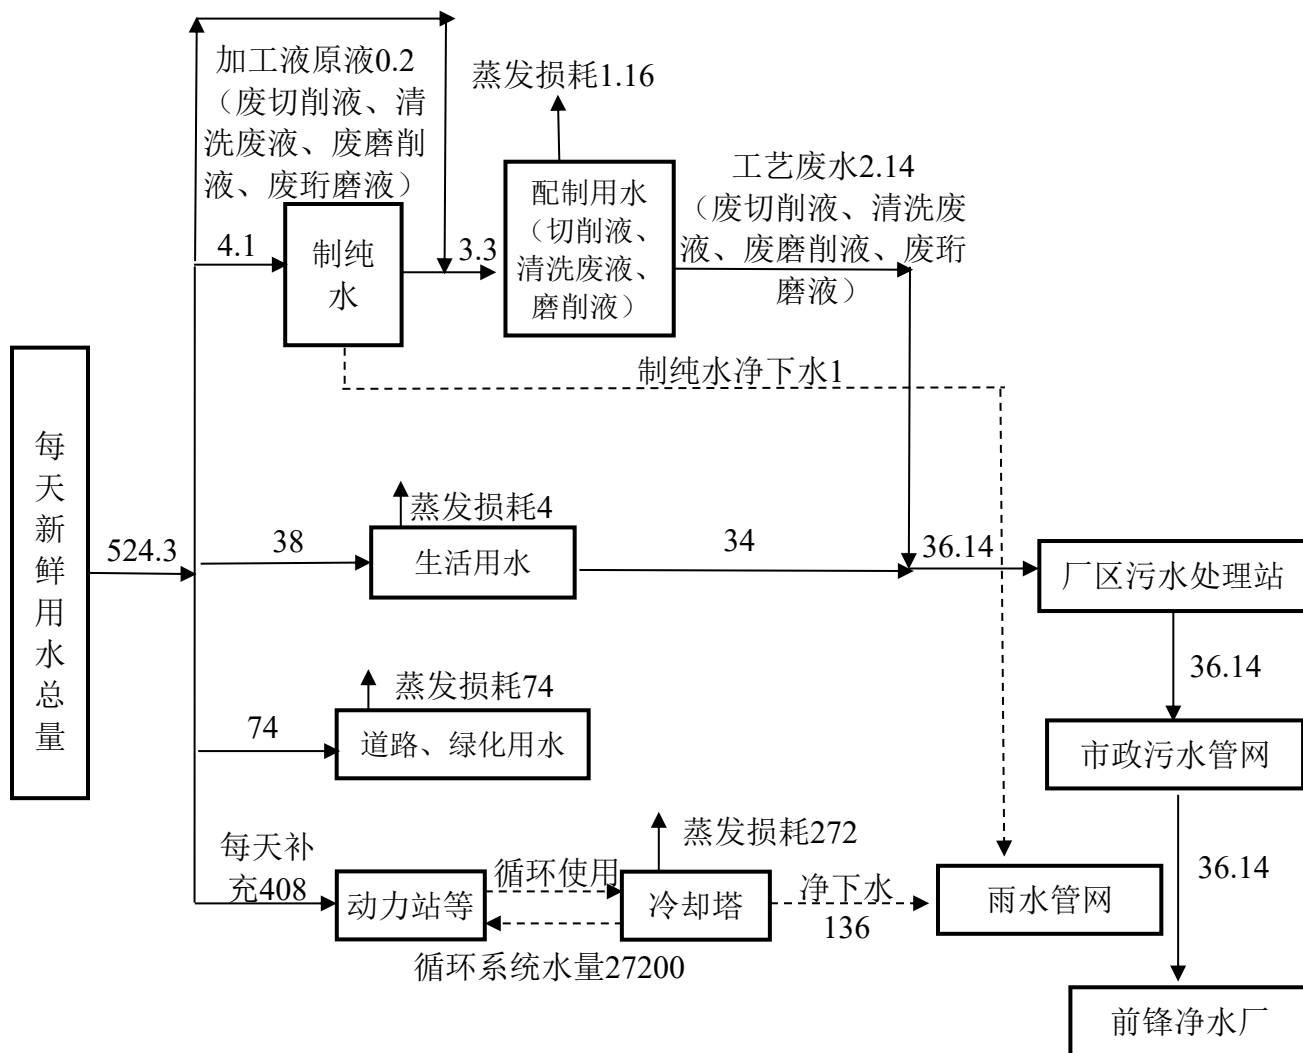 加工液原液0.2
（废切削液、清
洗废液、废磨削
液、废珩磨液）
蒸发损耗1.16
4.1
制纯
水
3.3
配制用水
（切削液、
清洗废液、
磨削液）
工艺废水2.14
（废切削液、清洗废
液、废磨削液、废珩
磨液）
制纯水净下水1
每
天
新
鲜
用
水
总
量
524.3
38
蒸发损耗4
生活用水
34
36.14
厂区污水处理站
36.14
74
蒸发损耗74
道路、绿化用水
市政污水管网
36.14
每天补
充408
动力站等
循环使用
循环系统水量27200
蒸发损耗272
冷却塔
净下水
136
雨水管网
前锋净水厂